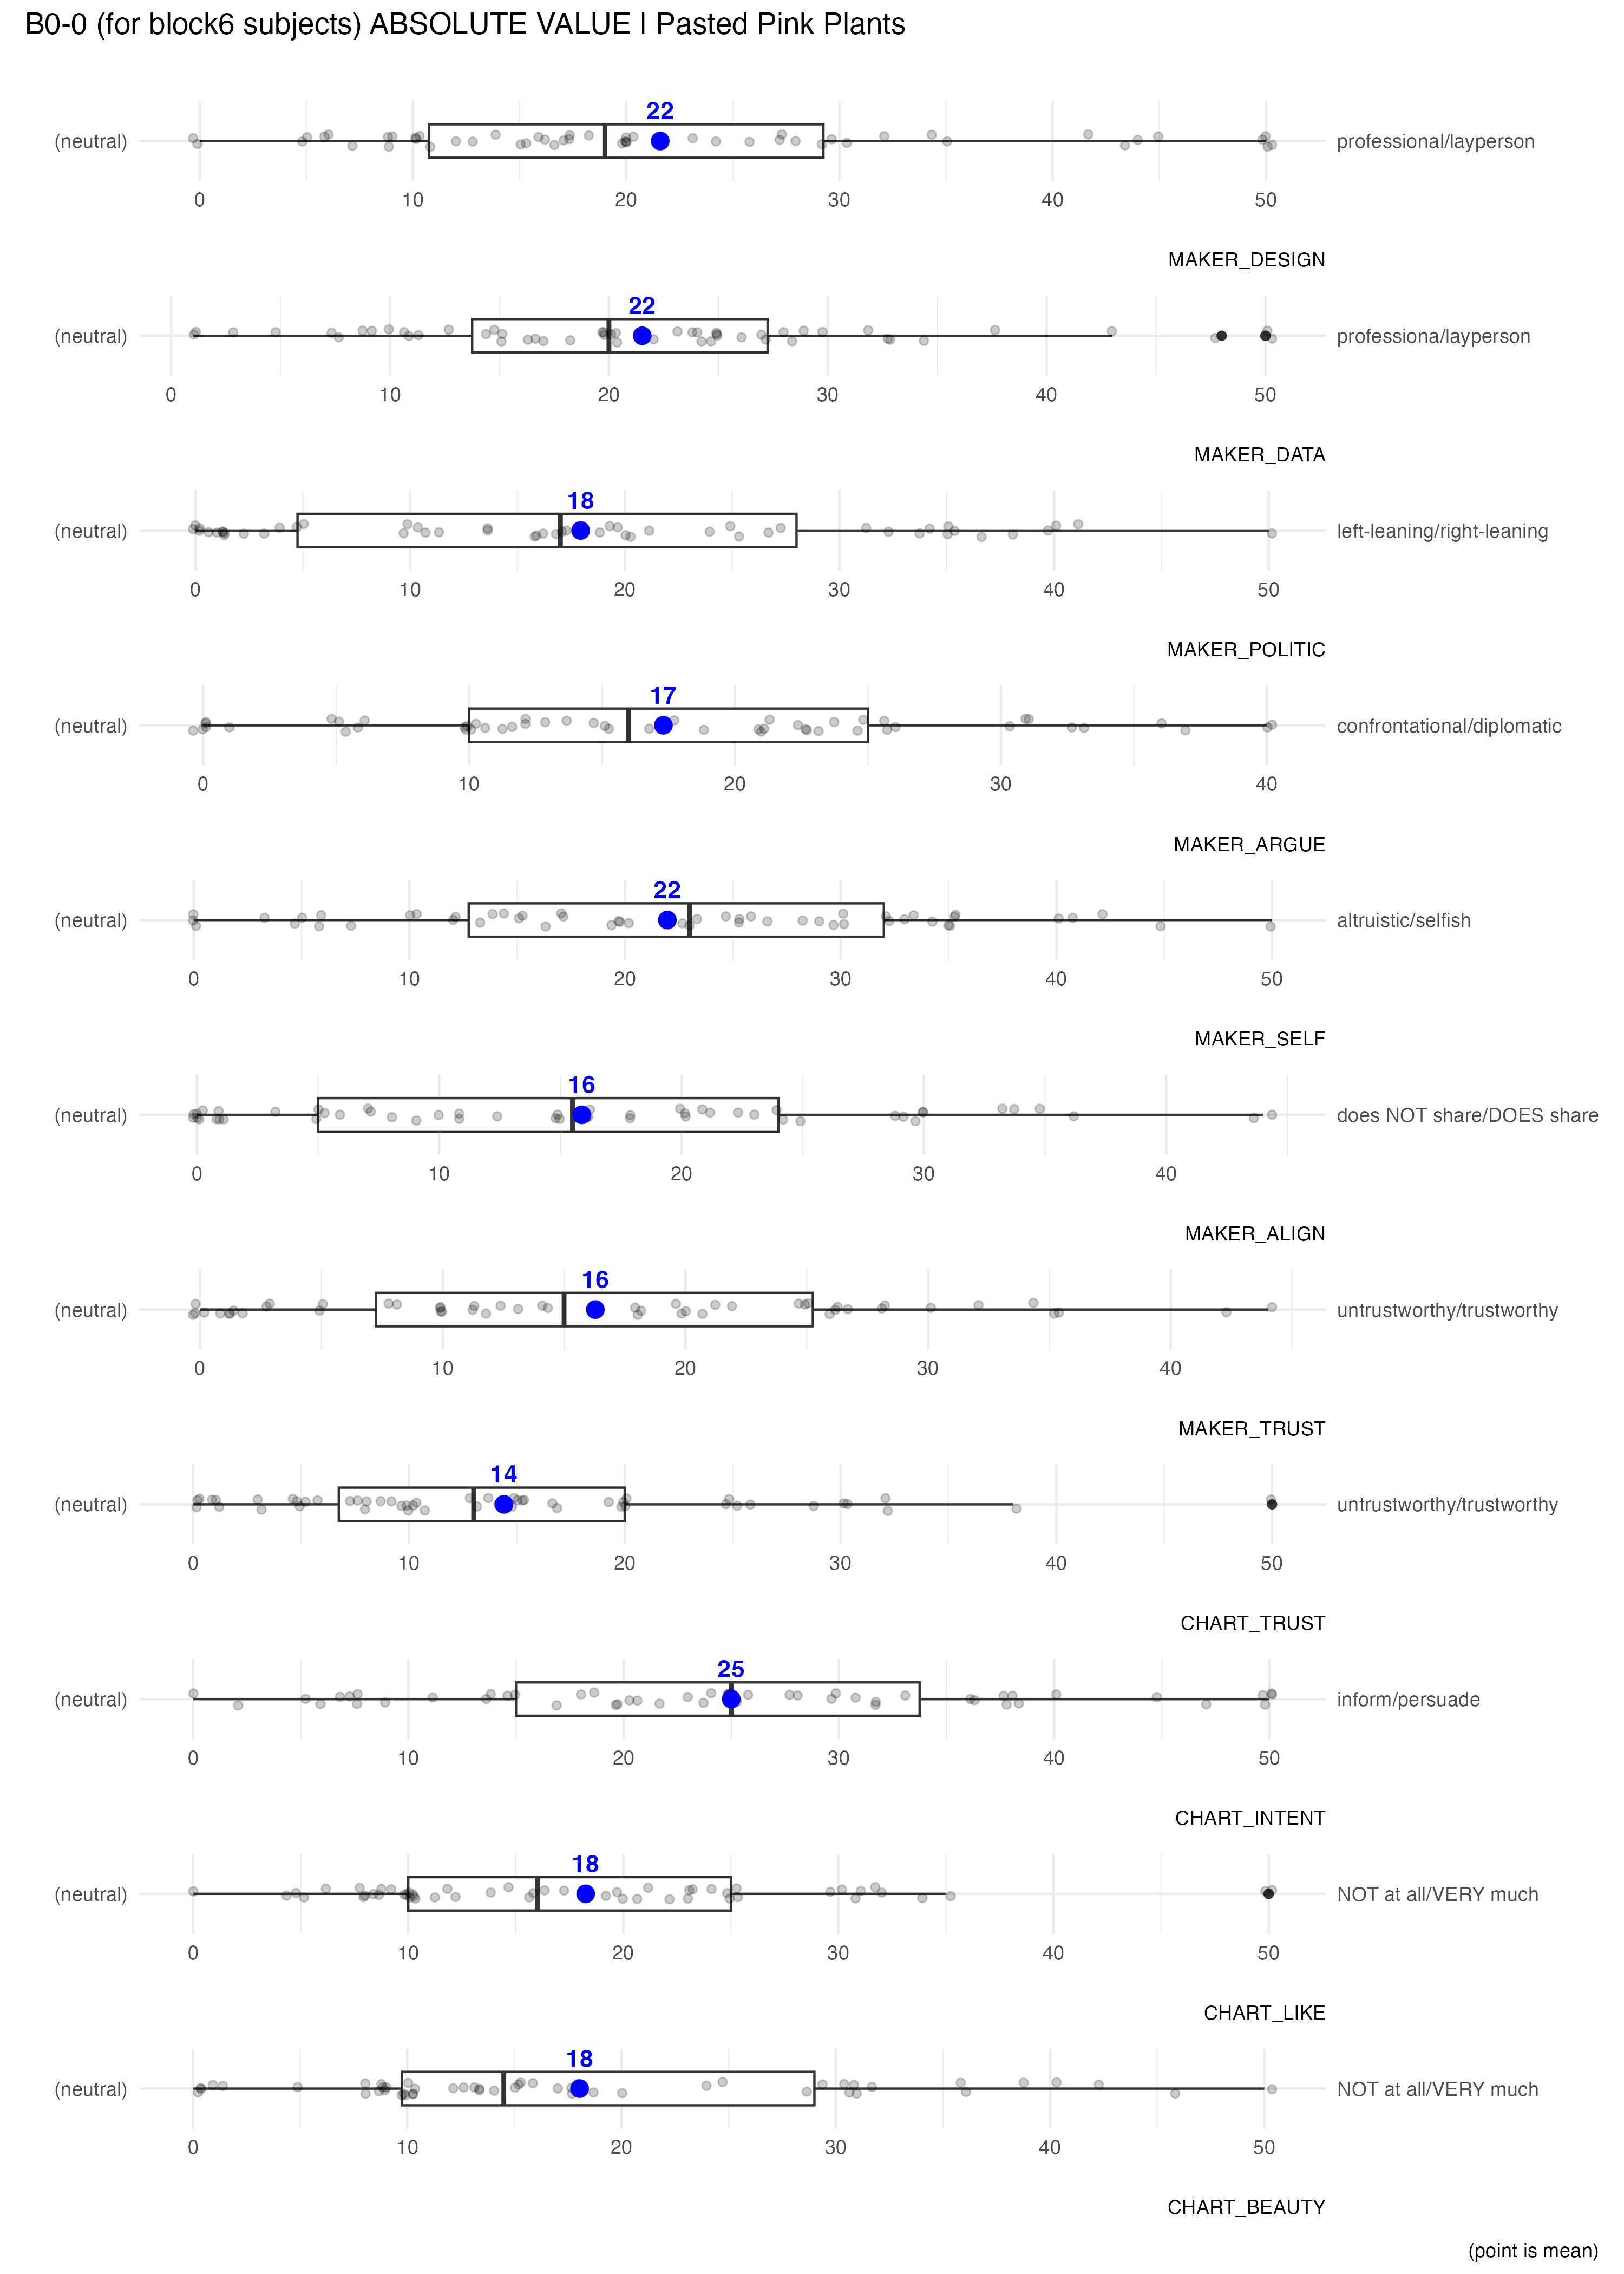 B0-0 (for block6 subjects) ABSOLUTE VALUE | Pasted Pink Plants
22
(neutral) professional/layperson
0 10 20 30 40 50
MAKER_DESIGN
22
(neutral) professiona/layperson
0 10 20 30 40 50
MAKER_DATA
18
(neutral) left-leaning/right-leaning
0 10 20 30 40 50
MAKER_POLITIC
17
(neutral) confrontational/diplomatic
0 10 20 30 40
MAKER_ARGUE
22
(neutral) altruistic/selfish
0 10 20 30 40 50
MAKER_SELF
16
(neutral) does NOT share/DOES share
0 10 20 30 40
MAKER_ALIGN
16
(neutral) untrustworthy/trustworthy
0 10 20 30 40
MAKER_TRUST
14
(neutral) untrustworthy/trustworthy
0 10 20 30 40 50
CHART_TRUST
25
(neutral) inform/persuade
0 10 20 30 40 50
CHART_INTENT
18
(neutral) NOT at all/VERY much
0 10 20 30 40 50
CHART_LIKE
18
(neutral) NOT at all/VERY much
0 10 20 30 40 50
CHART_BEAUTY
(point is mean)